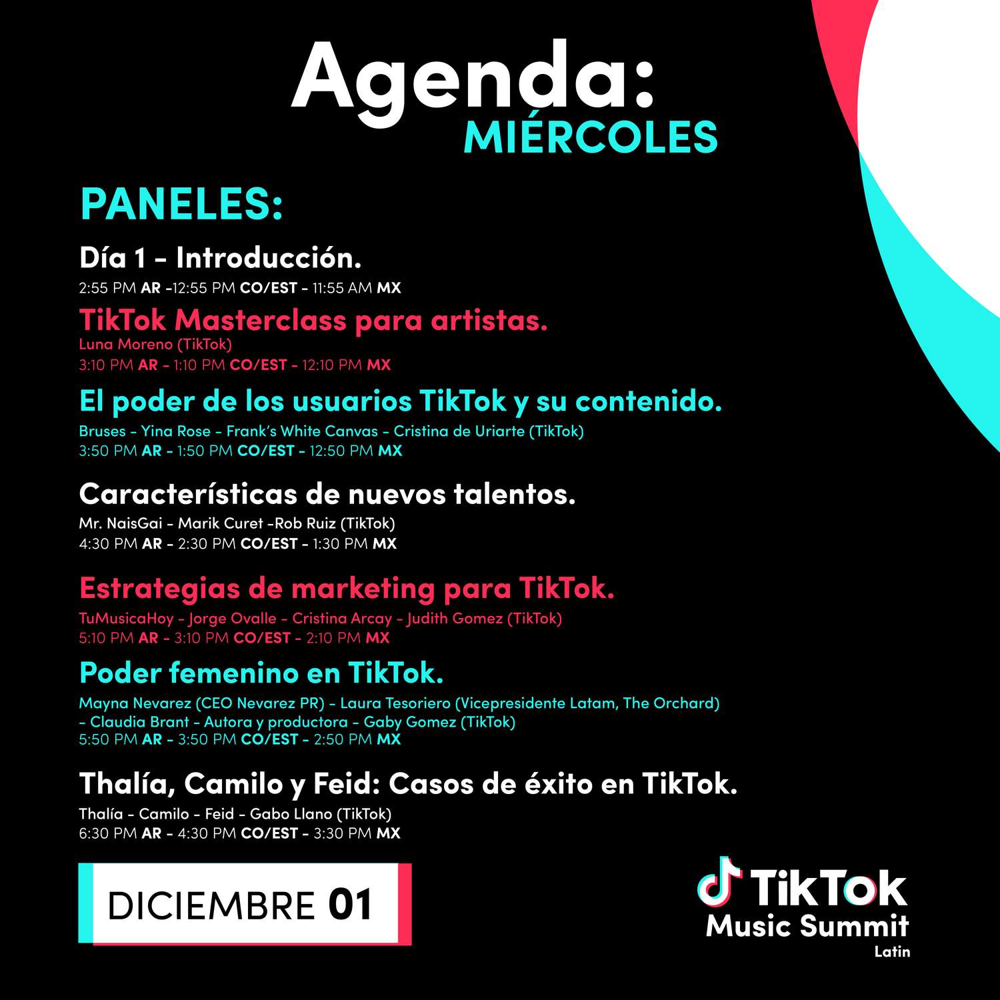 Agenda:
MIÉRCOLES
PANELES:
Día 1 - Introducción.
2:55 PM AR -12:55 PM CO/EST - 11:55 AM MX
TikTok Masterclass para artistas.
Luna Moreno (TikTok)
3:10 PM AR - 1:10 PM CO/EST - 12:10 PM MX
El poder de los usuarios TikTok y su contenido.
Bruses - Yina Rose - Frank's White Canvas - Cristina de Uriarte (TikTok)
3:50 PM AR - 1:50 PM CO/EST - 12:50 PM MX
Características de nuevos talentos.
Mr. NaisGai - Marik Curet -Rob Ruiz (TikTok)
4:30 PM AR - 2:30 PM CO/EST - 1:30 PM MX
Estrategias de marketing para TikTok.
TuMusicaHoy - Jorge Ovalle - Cristina Arcay - Judith Gomez (TikTok)
5:10 PM AR - 3:10 PM CO/EST - 2:10 PM MX
Poder femenino en TikTok.
Mayna Nevarez (CEO Nevarez PR) - Laura Tesoriero (Vicepresidente Latam, The Orchard)
- Claudia Brant - Autora y productora - Gaby Gomez (TikTok)
5:50 PM AR - 3:50 PM CO/EST - 2:50 PM MX
Thalía, Camilo y Feid: Casos de éxito en TikTok.
Thalía - Camilo - Feid - Gabo Llano (TikTok)
6:30 PM AR - 4:30 PM CO/EST - 3:30 PM MX
DICIEMBRE 01
TikTok
Music Summit
Latin